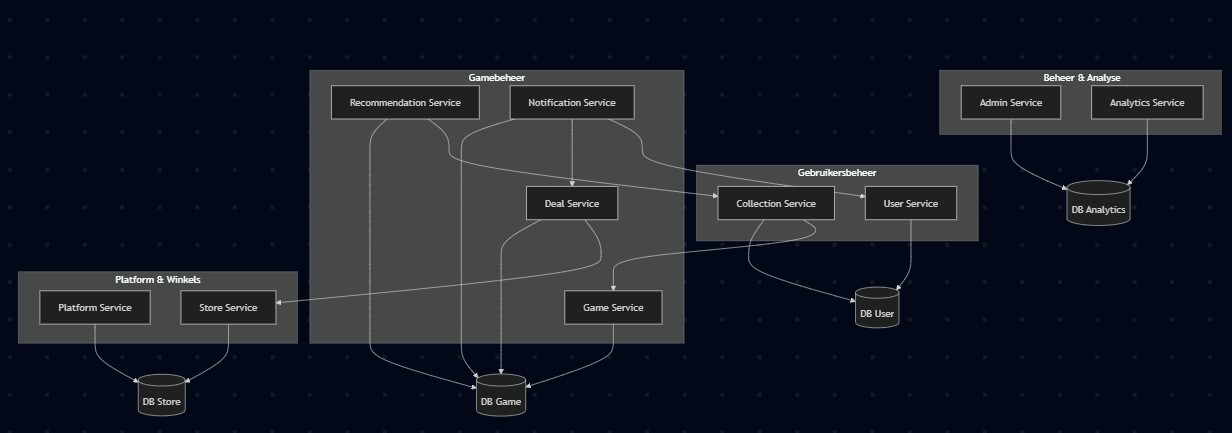 Gamebeheer
Beheer & Analyse
Recommendation Service
Notification Service
Admin Service
Analytics Service
Gebruikersbeheer
Deal Service
Collection Service
User Service
DB Analytics
Platform & Winkels
Platform Service
Store Service
Game Service
DB User
DB Store
DB Game